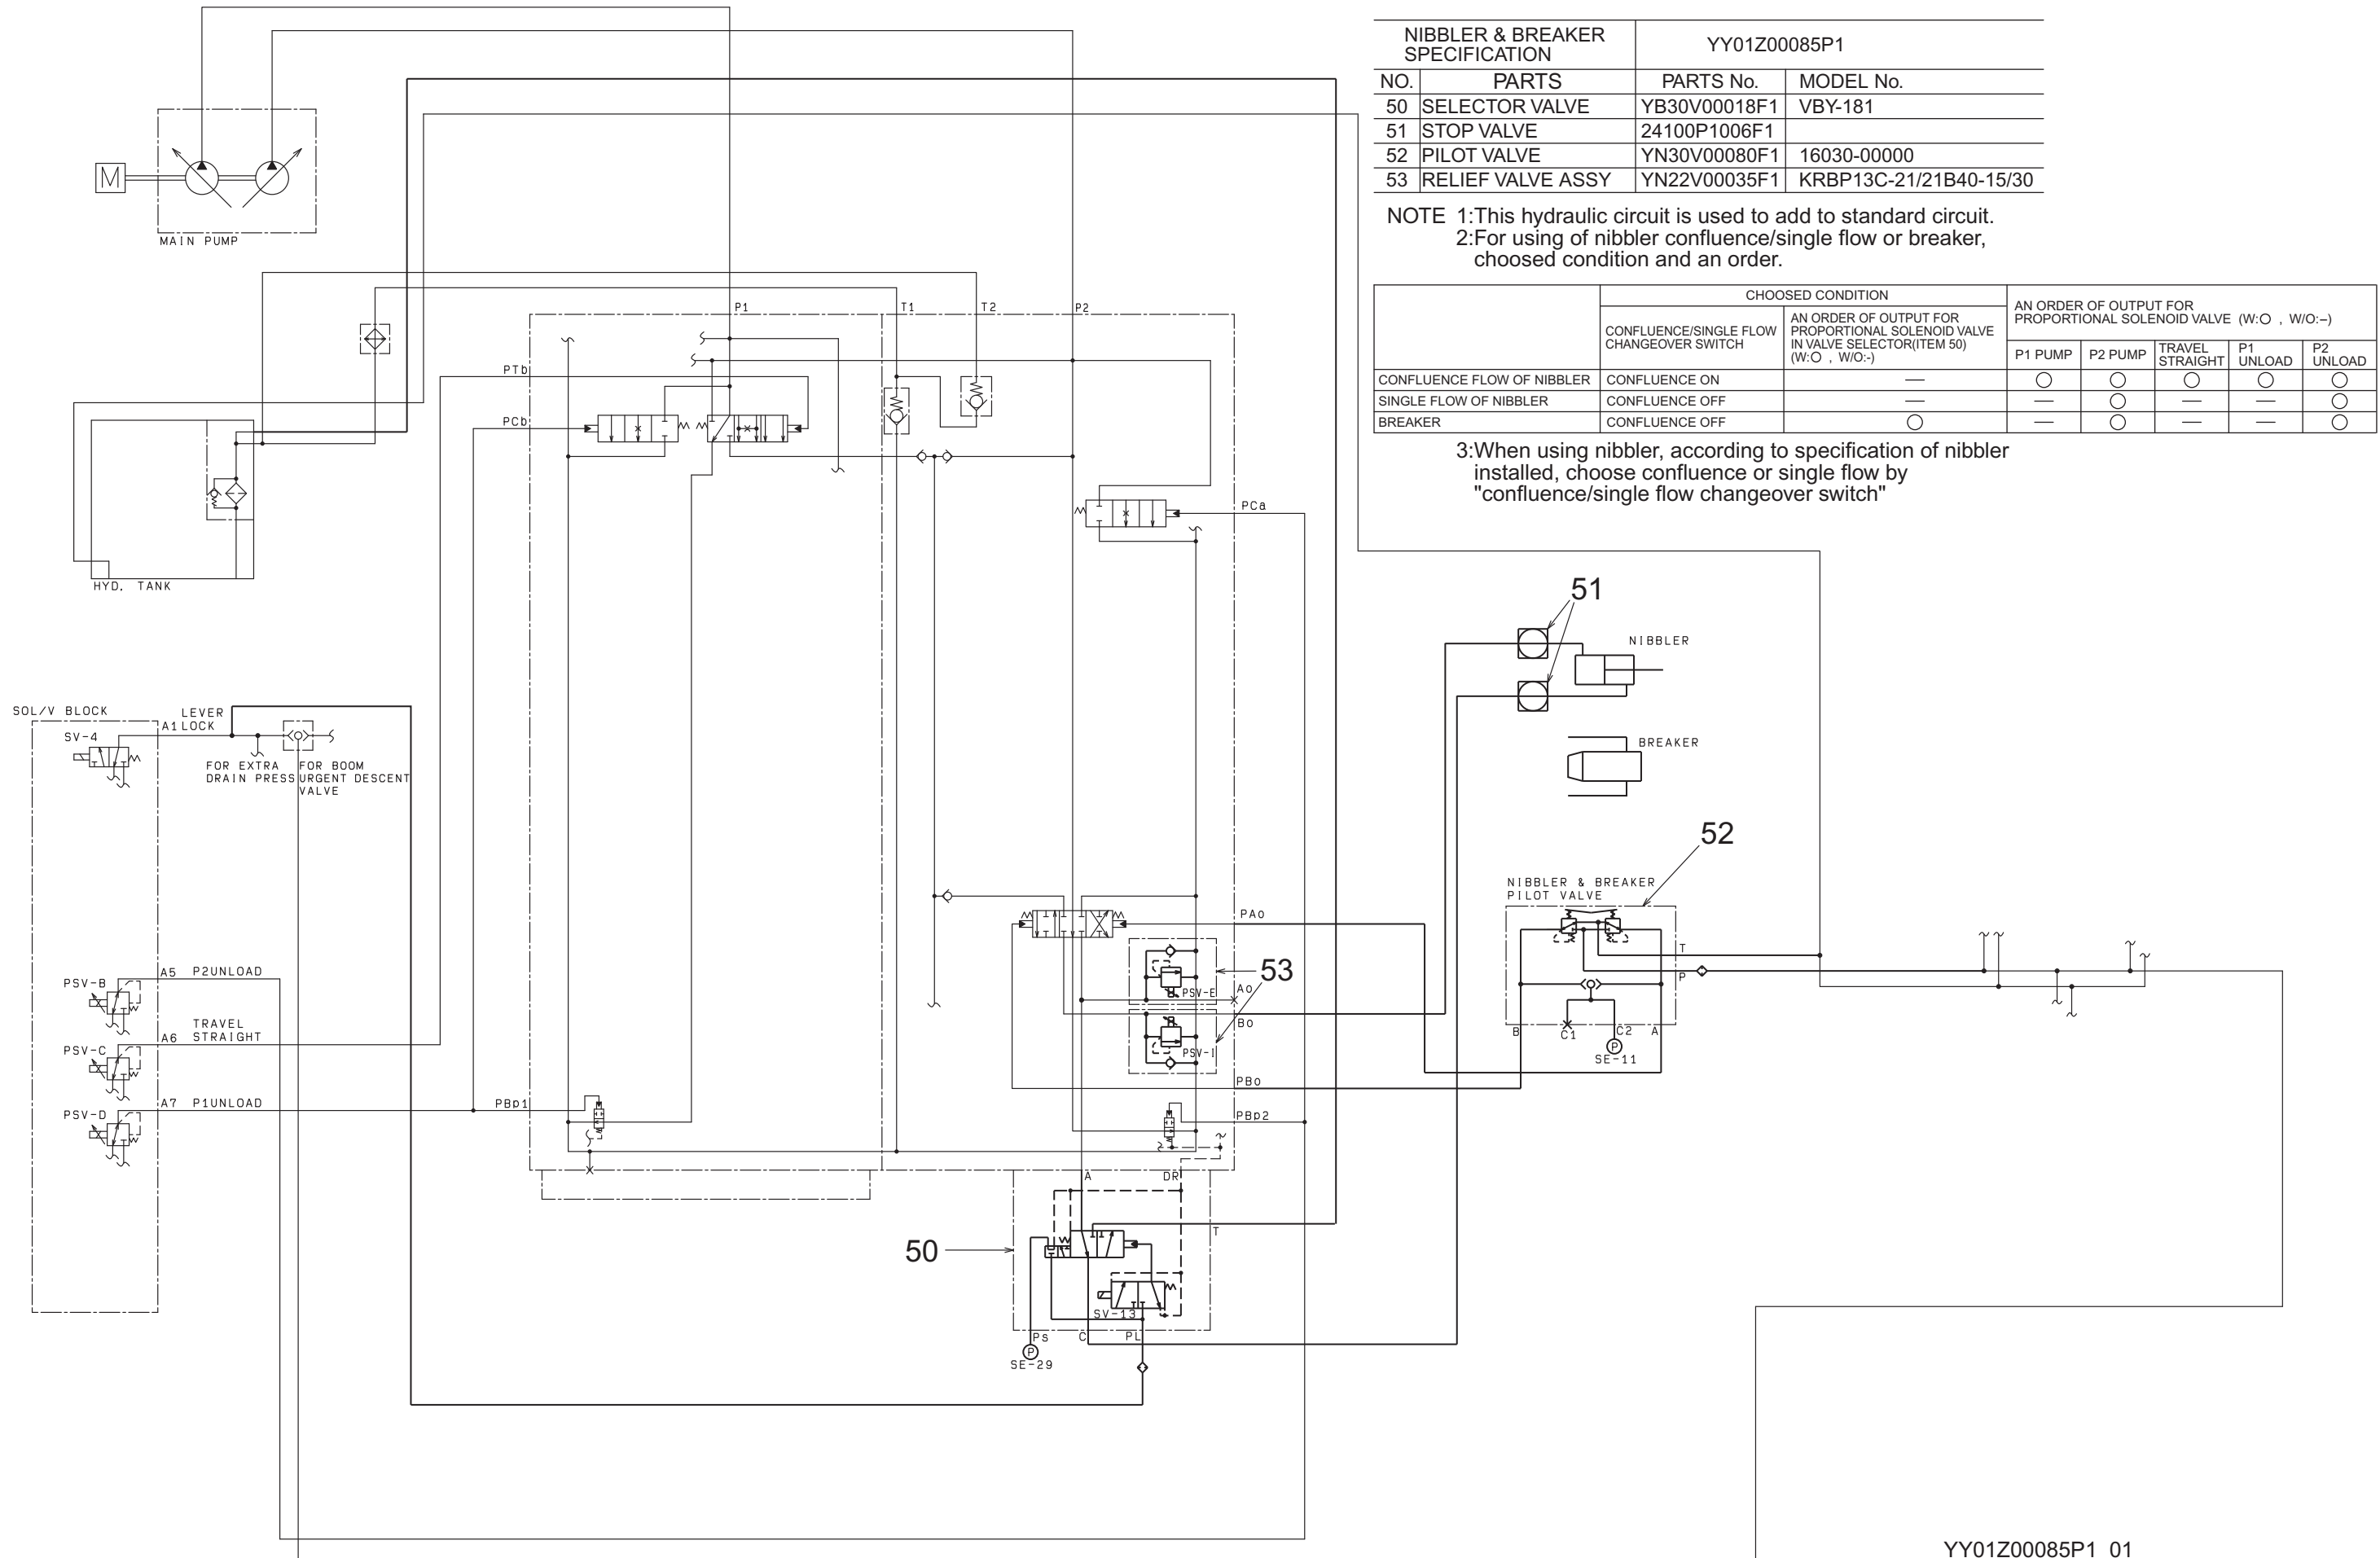 NIBBLER & BREAKER SPECIFICATION YY01Z00085P1
NO. PARTS PARTS No. MODEL No.
50 SELECTOR VALVE YB30V00018F1 VBY-181
51 STOP VALVE 24100P1006F1
52 PILOT VALVE YN30V00080F1 16030-00000
53 RELIEF VALVE ASSY YN22V00035F1 KRBP13C-21/21B40-15/30
NOTE 1:This hydraulic circuit is used to add to standard circuit.
2:For using of nibbler confluence/single flow or breaker,
choosed condition and an order.
CHOOSED CONDITION
AN ORDER OF OUTPUT FOR
PROPORTIONAL SOLENOID VALVE (W:○ , W/O:–)
CONFLUENCE/SINGLE FLOW
CHANGEOVER SWITCH
AN ORDER OF OUTPUT FOR
PROPORTIONAL SOLENOID VALVE
IN VALVE SELECTOR(ITEM 50)
(W:○ , W/O:-)
P1 PUMP P2 PUMP TRAVEL STRAIGHT P1 UNLOAD P2 UNLOAD
CONFLUENCE FLOW OF NIBBLER CONFLUENCE ON — ○ ○ ○ ○ ○
SINGLE FLOW OF NIBBLER CONFLUENCE OFF — — ○ — — ○
BREAKER CONFLUENCE OFF ○ — ○ — — ○
3:When using nibbler, according to specification of nibbler
installed, choose confluence or single flow by
"confluence/single flow changeover switch"
M
MAIN PUMP
P1
T1
T2
P2
PTb
PCb
PCa
HYD. TANK
51
NIBBLER
BREAKER
52
NIBBLER & BREAKER
PILOT VALVE
T
P
B
C1
C2
A
P
SE-11
SOL/V BLOCK
LEVER
A1 LOCK
SV-4
FOR EXTRA
DRAIN PRESS
FOR BOOM
URGENT DESCENT
VALVE
PSV-B
A5 P2UNLOAD
PSV-C
TRAVEL
A6 STRAIGHT
PSV-D
A7 P1UNLOAD
PAo
53
PSV-E
Ao
Bo
PSV-I
PBo
PBp1
PBp2
A
DR
T
50
SV-13
Ps
C
PL
P
SE-29
YY01Z00085P1 01